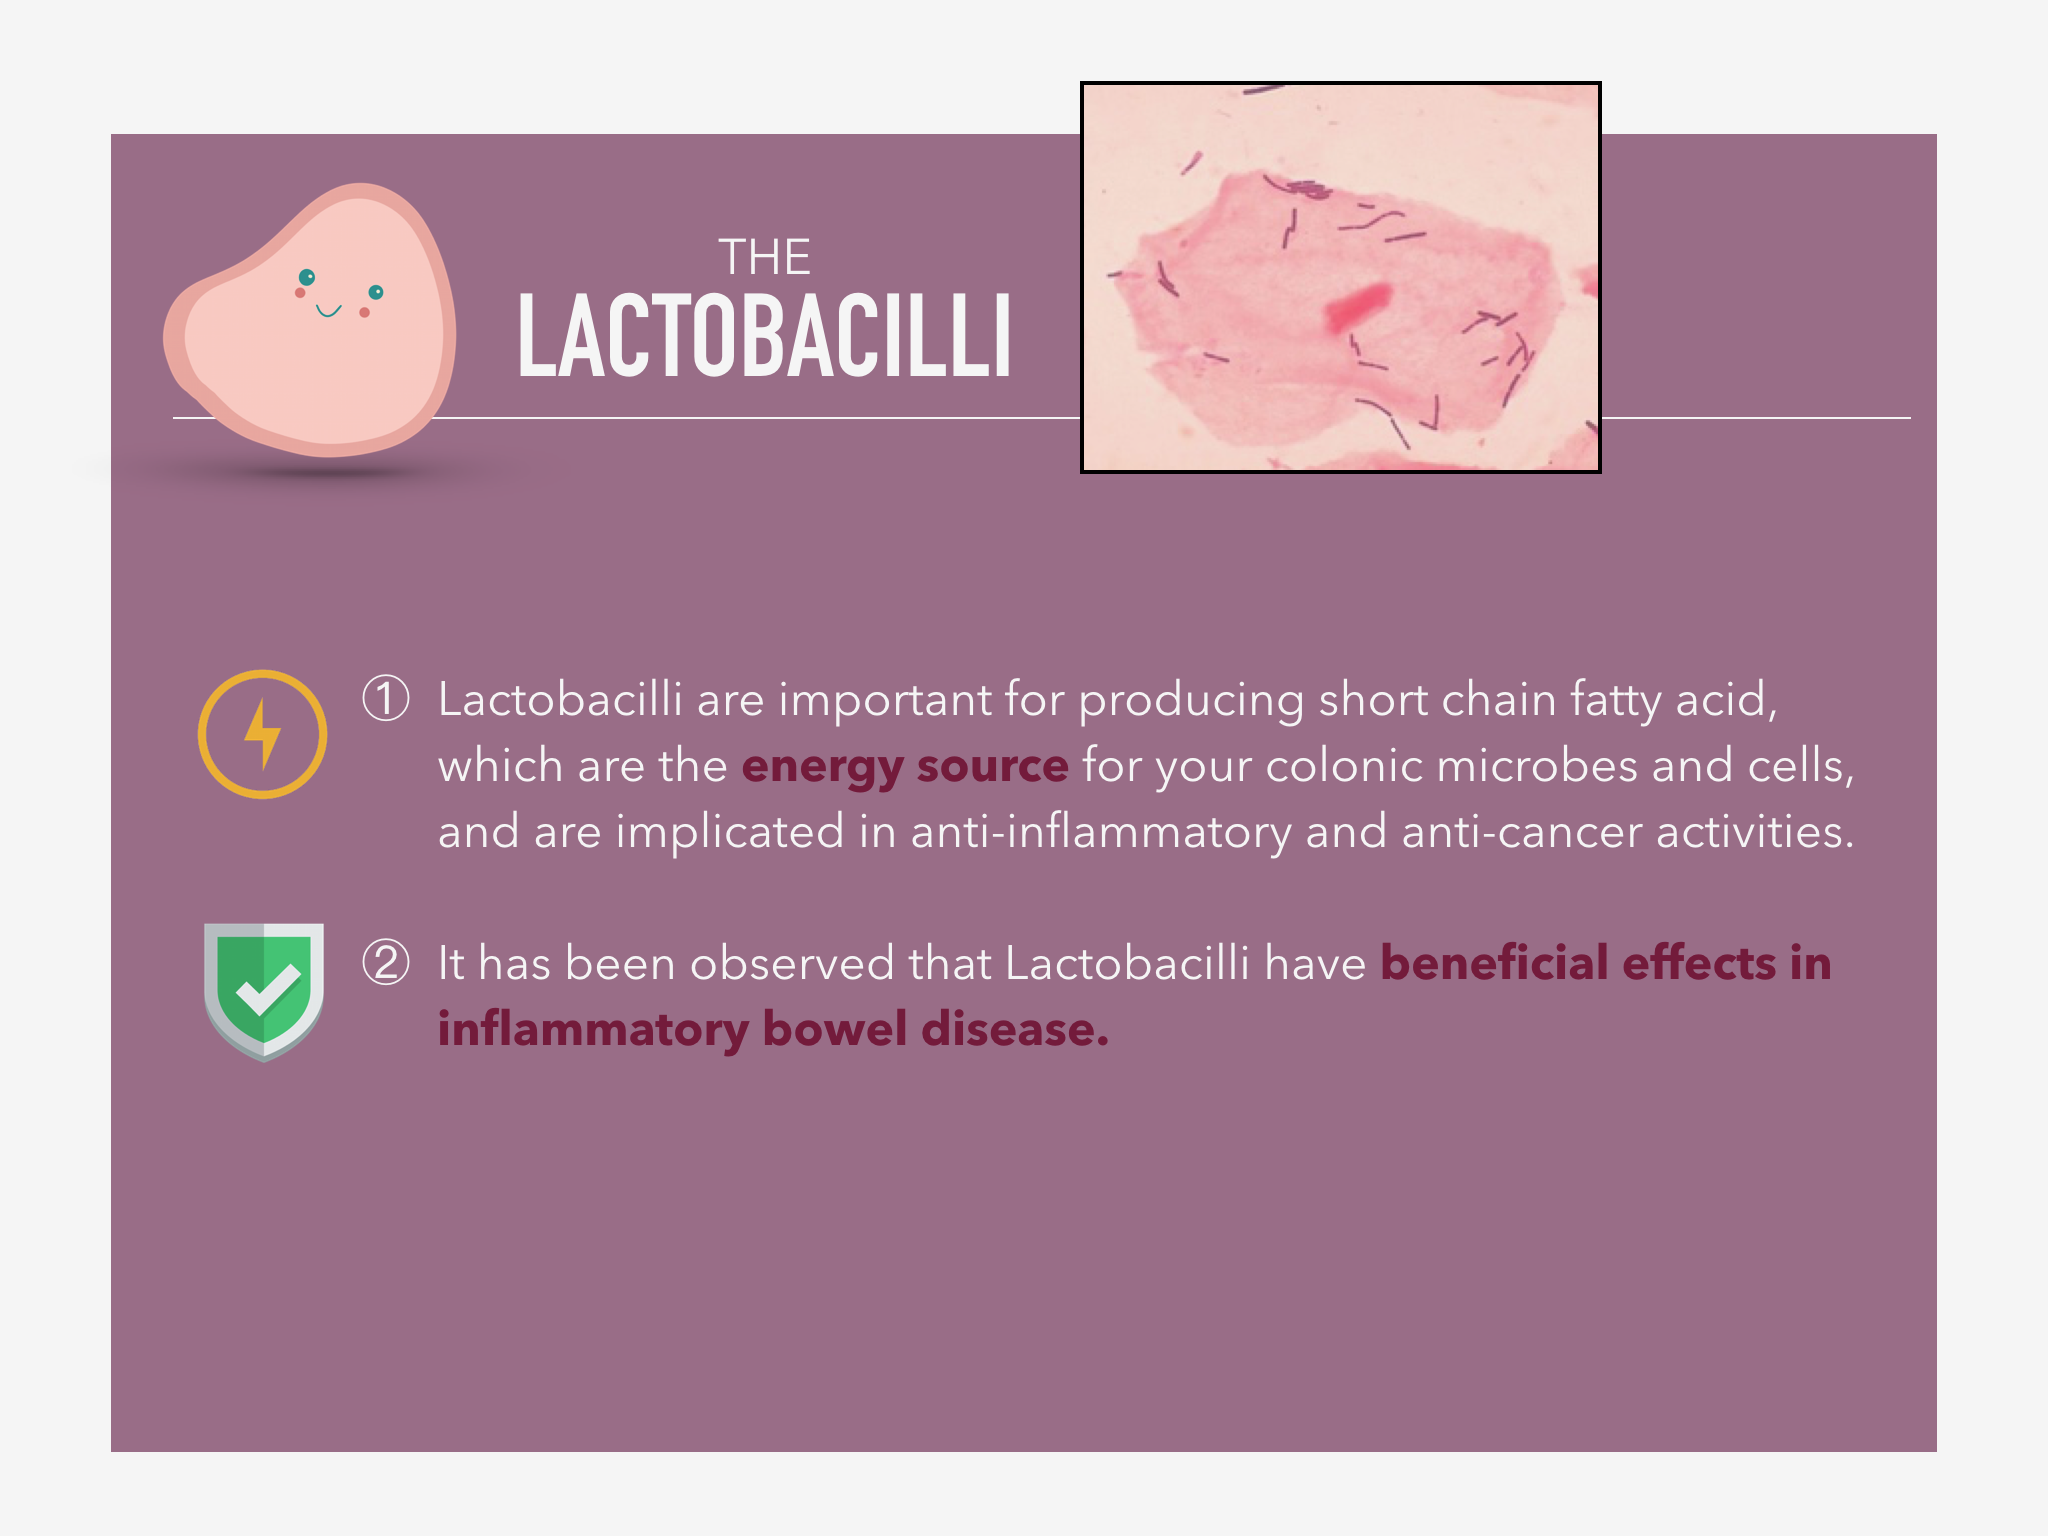 THE
LACTOBACILLI
① Lactobacilli are important for producing short chain fatty acid,
which are the energy source for your colonic microbes and cells,
and are implicated in anti-inflammatory and anti-cancer activities.
② It has been observed that Lactobacilli have beneficial effects in
inflammatory bowel disease.